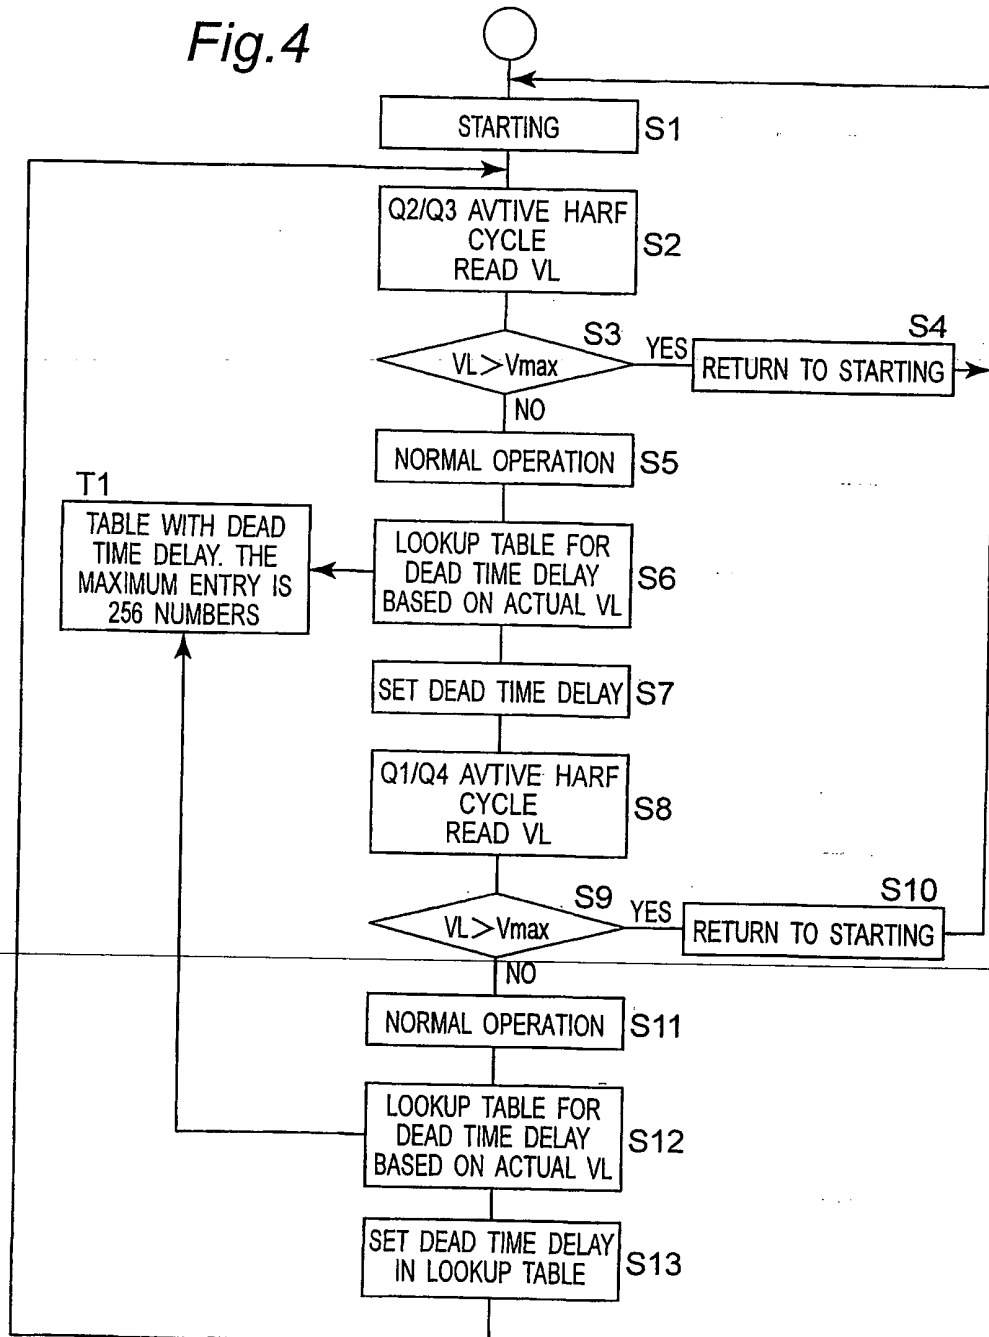 Fig.4
STARTING
S1
Q2/Q3 AVTIVE HARF
CYCLE
READ VL
S2
S3
VL>Vmax
YES
S4
RETURN TO STARTING
NO
NORMAL OPERATION
S5
T1
TABLE WITH DEAD
TIME DELAY. THE
MAXIMUM ENTRY IS
256 NUMBERS
LOOKUP TABLE FOR
DEAD TIME DELAY
BASED ON ACTUAL VL
S6
SET DEAD TIME DELAY
S7
Q1/Q4 AVTIVE HARF
CYCLE
READ VL
S8
S9
VL>Vmax
YES
S10
RETURN TO STARTING
NO
NORMAL OPERATION
S11
LOOKUP TABLE FOR
DEAD TIME DELAY
BASED ON ACTUAL VL
S12
SET DEAD TIME DELAY
IN LOOKUP TABLE
S13